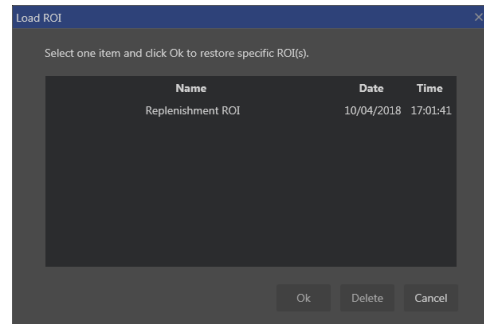 Load ROI
Select one item and click Ok to restore specific ROI(s).
Name Date Time
Replenishment ROI 10/04/2018 17:01:41
Ok Delete Cancel